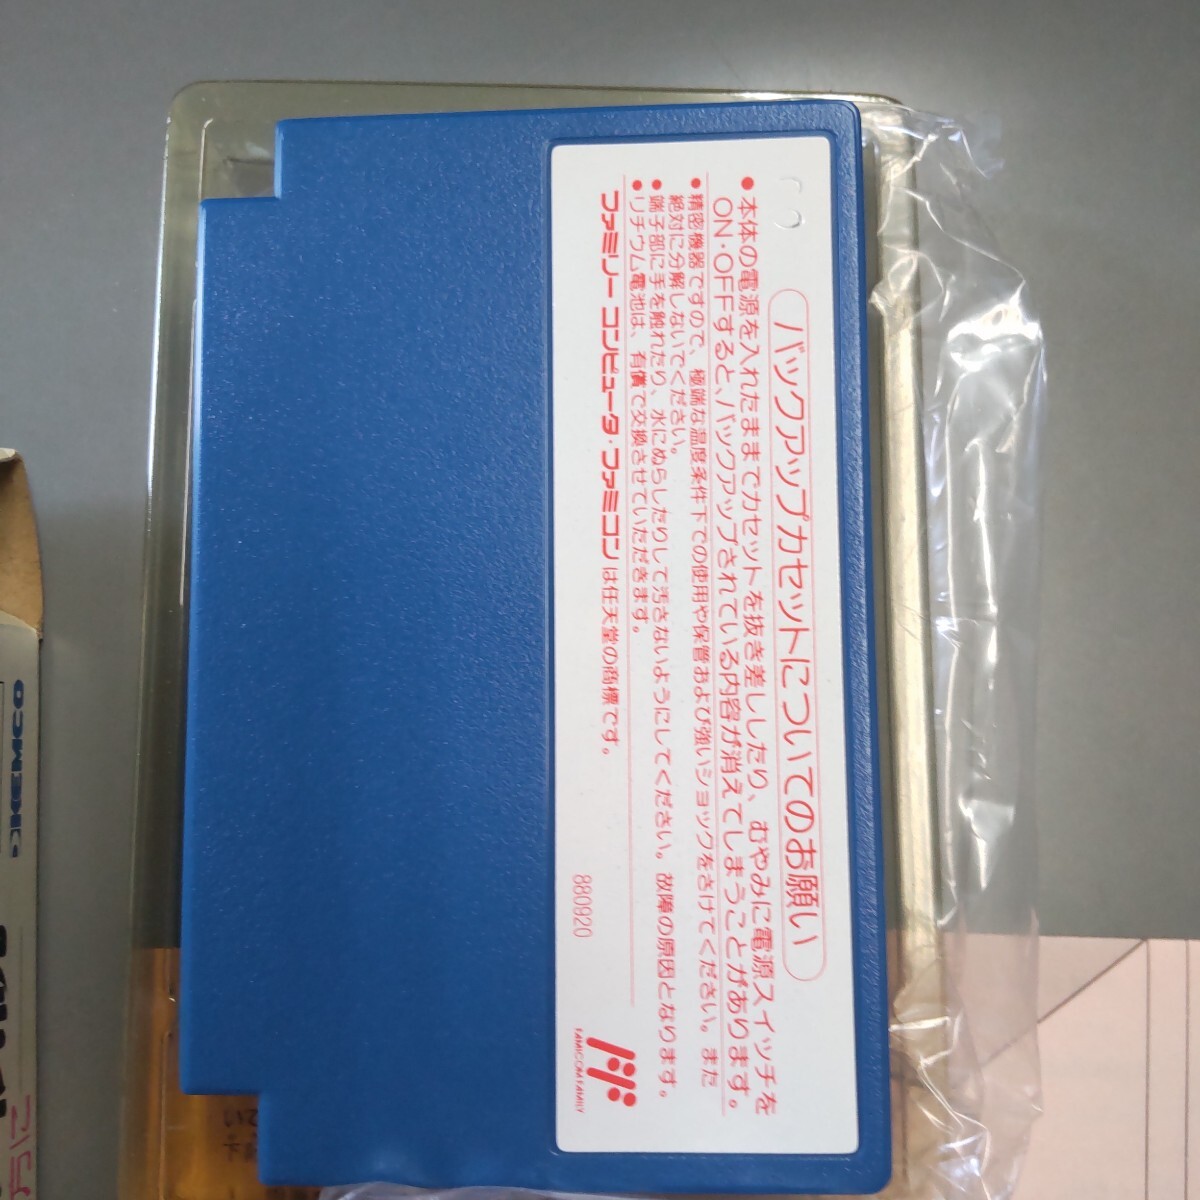 バックアップカセットについてのお願い
●本体の電源を入れたままでカセットを抜き差ししたり、むやみに電源スイッチを
ON・OFFすると、バックアップされている内容が消えてしまうことがあります。
●精密機器ですので、極端な温度条件下での使用や保管および強いショックをさけてください。また
絶対に分解しないでください。
●端子部に手を触れたり、水にぬらしたりして汚さないようにしてください。故障の原因となります。
●リチウム電池は、有償で交換させていただきます。
ファミリー コンピュータ・ファミコンは任天堂の商標です。
880920
FAMICOM FAMILY
KEMCO